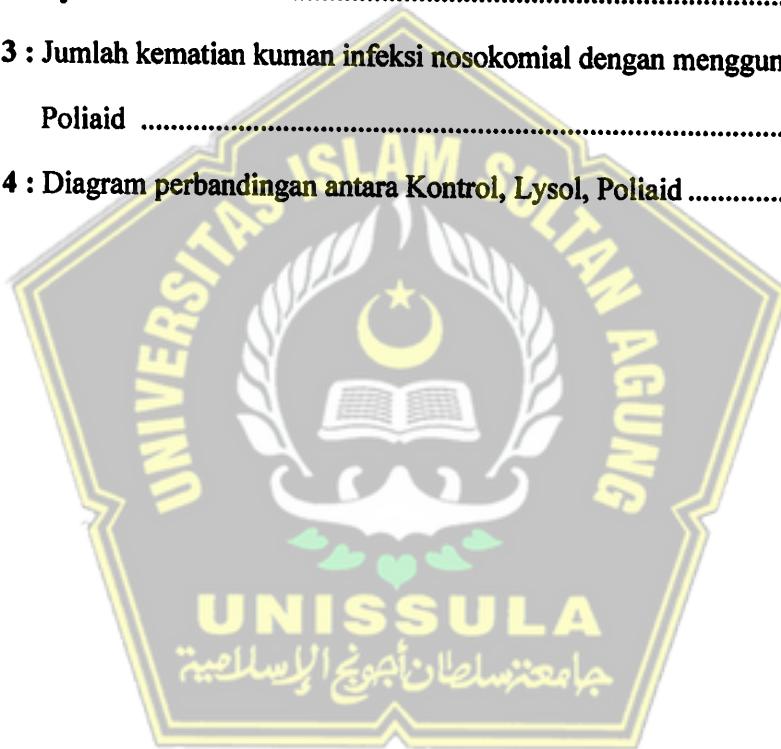 3 : Jumlah kematian kuman infeksi nosokomial dengan menggun
Poliaid ................................................................................
4 : Diagram perbandingan antara Kontrol, Lysol, Poliaid .............
UNIVERSITAS ISLAM SULTAN AGUNG
UNISSULA
جامعة سلطان أجونج الإسلامية